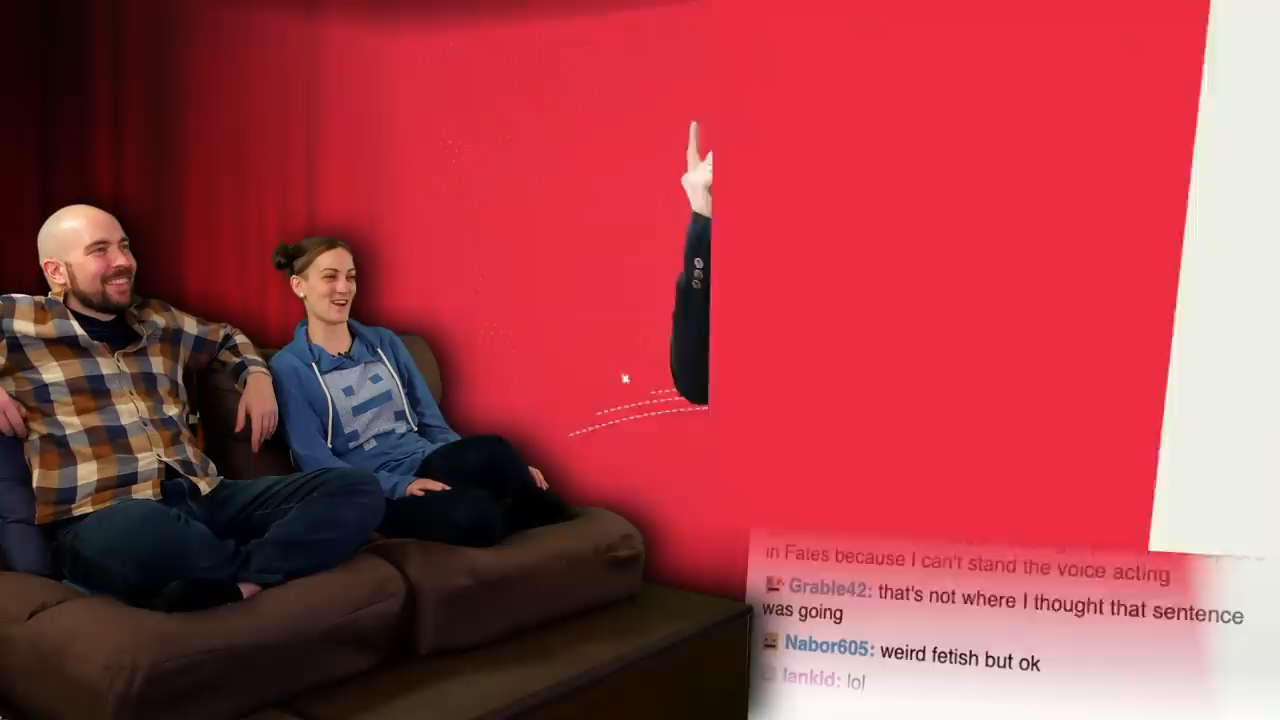 in Fates because I can't stand the voice acting
Grable42: that's not where I thought that sentence
was going
Nabor605: weird fetish but ok
lankid: lol